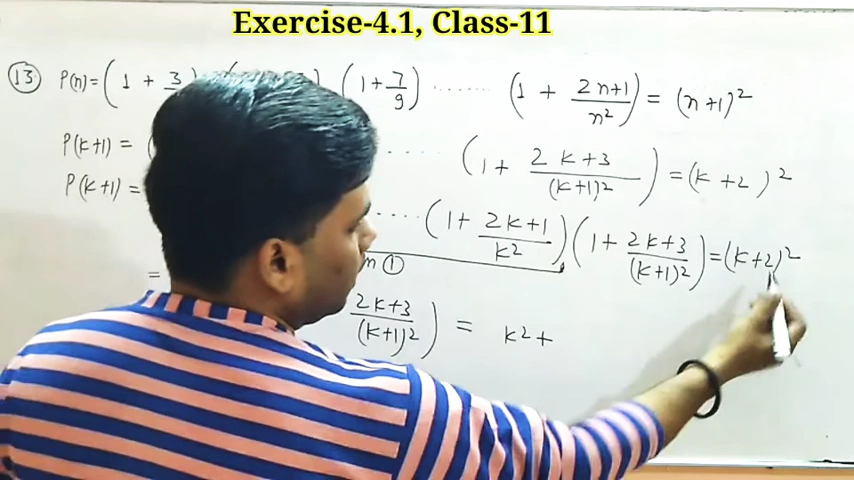 Exercise-4.1, Class-11
13 P(n) = (1 + 3 (1 + 7/9) ........ (1 + 2n+1/n²) = (n+1)²
P(k+1) = ( . . . . (1 + 2k+3/(k+1)²) = (k+2)²
P(k+1) = ..... (1 + 2k+1/k²) (1 + 2k+3/(k+1)²) = (k+2)²
= 2k+3/(k+1)²) = k² +